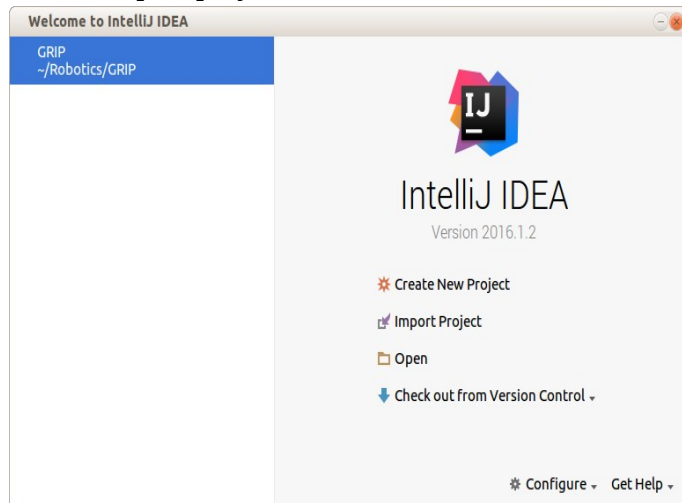 Welcome to IntelliJ IDEA
GRIP
~/Robotics/GRIP
IJ
IntelliJ IDEA
Version 2016.1.2
Create New Project
Import Project
Open
Check out from Version Control
Configure
Get Help